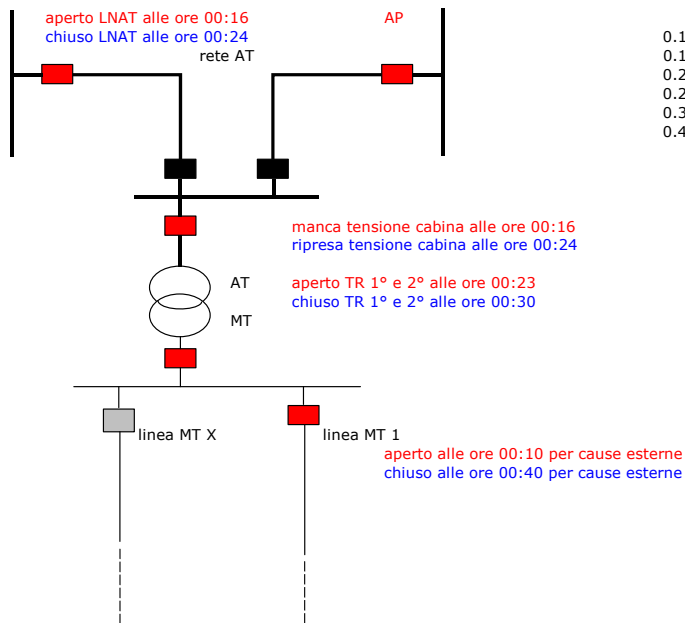 aperto LNAT alle ore 00:16
AP
chiuso LNAT alle ore 00:24
rete AT
0.1
0.1
0.2
0.2
0.3
0.4
manca tensione cabina alle ore 00:16
ripresa tensione cabina alle ore 00:24
AT
aperto TR 1° e 2° alle ore 00:23
chiuso TR 1° e 2° alle ore 00:30
MT
linea MT X
linea MT 1
aperto alle ore 00:10 per cause esterne
chiuso alle ore 00:40 per cause esterne